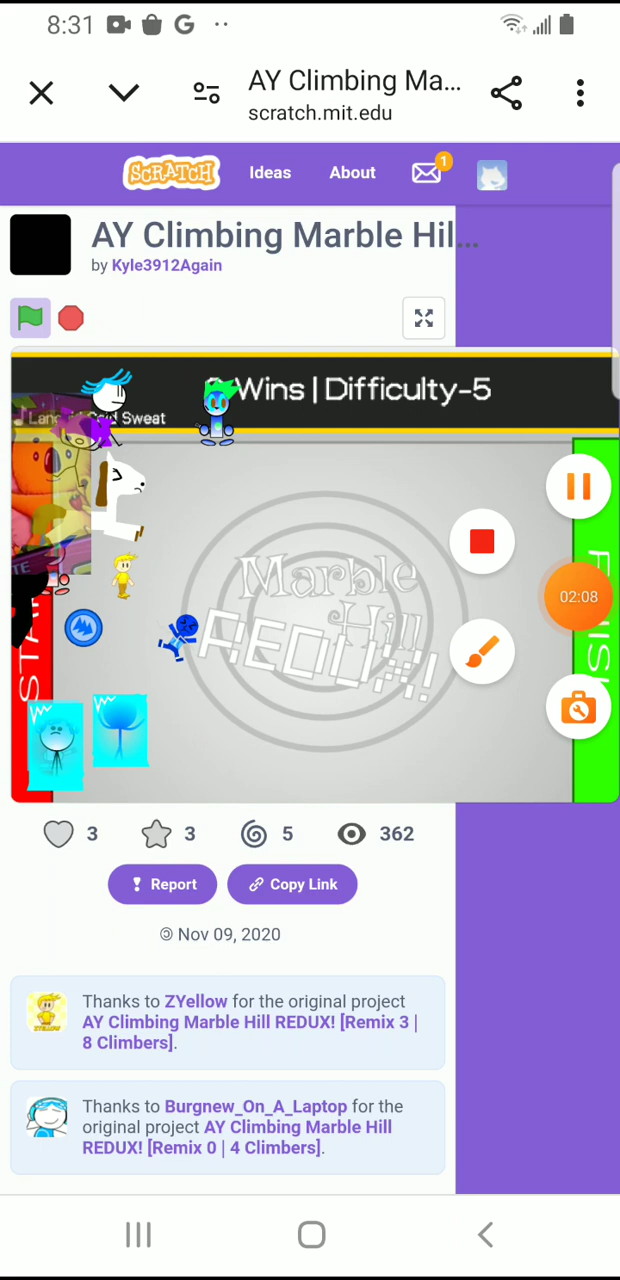 8:31
AY Climbing Ma...
scratch.mit.edu
SCRATCH
Ideas
About
1
AY Climbing Marble Hil...
by Kyle3912Again
Wins | Difficulty-5
Cold Sweat
Marble
Hill
REDUX!
02:08
3
3
5
362
Report
Copy Link
Nov 09, 2020
Thanks to ZYellow for the original project
AY Climbing Marble Hill REDUX! [Remix 3 |
8 Climbers].
Thanks to Burgnew_On_A_Laptop for the
original project AY Climbing Marble Hill
REDUX! [Remix 0 | 4 Climbers].